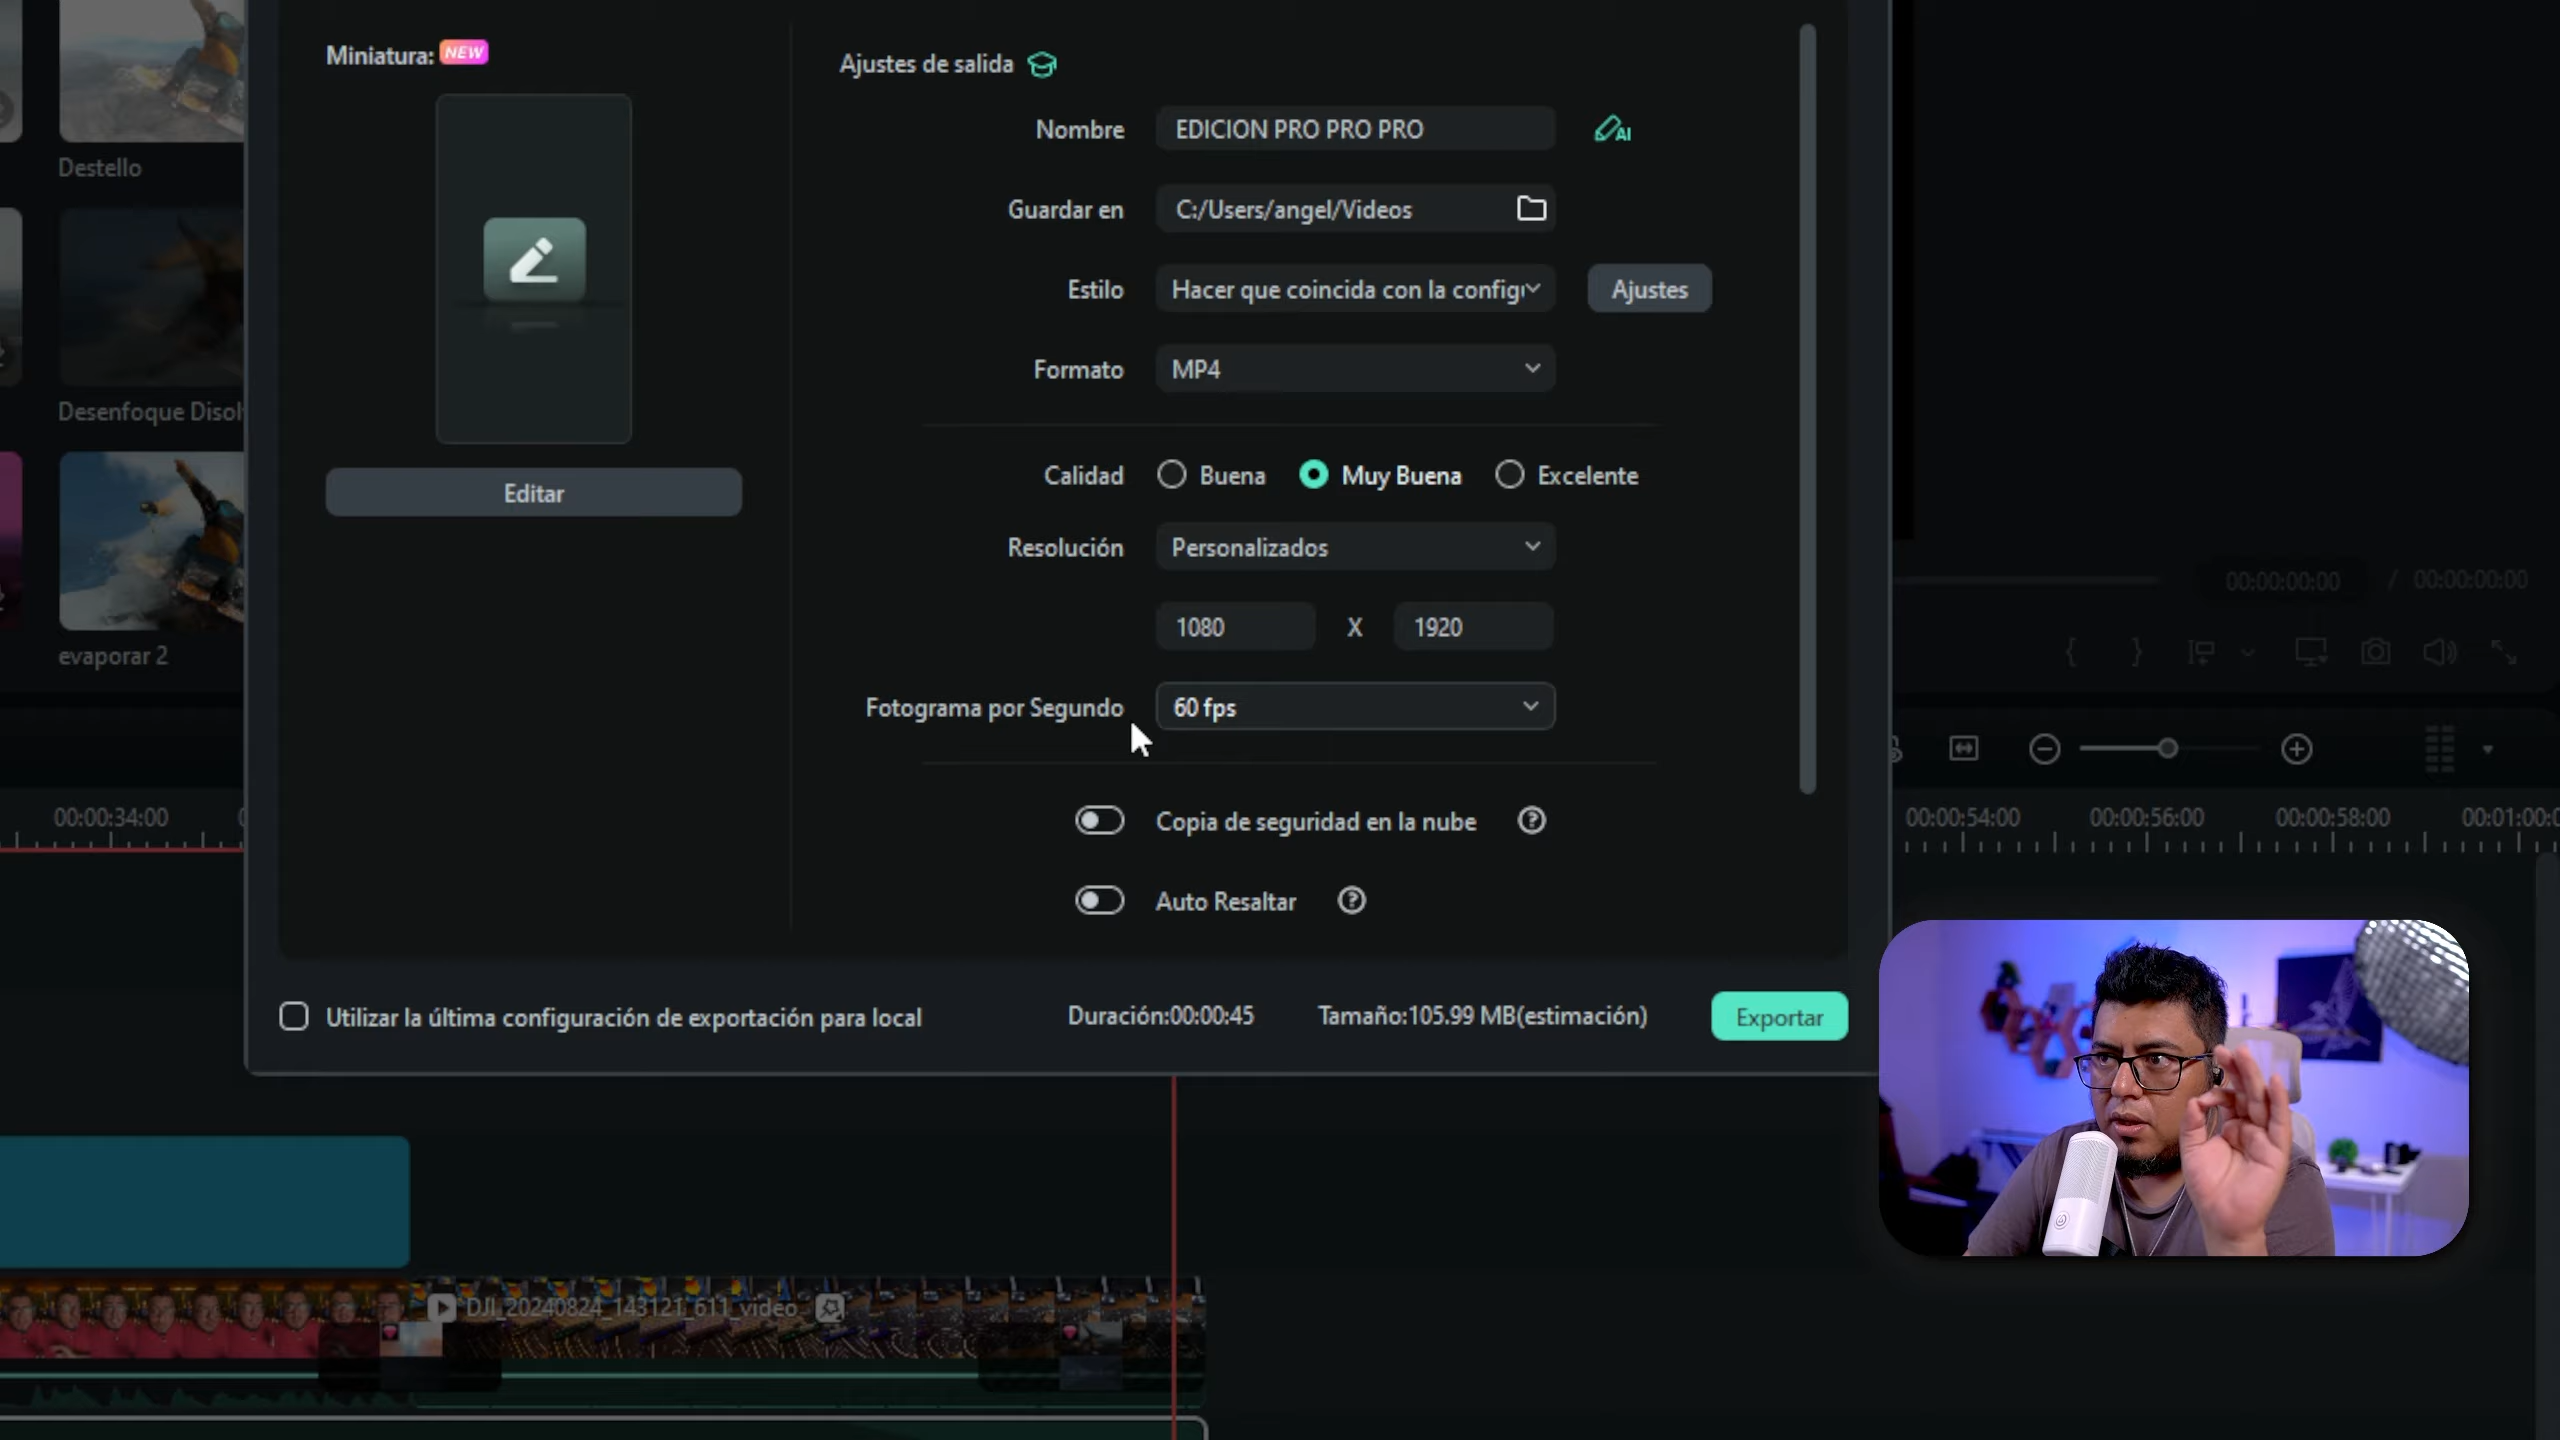 Miniatura: NEW
Ajustes de salida
Nombre EDICION PRO PRO PRO AI
Guardar en C:/Users/angel/Videos
Estilo Hacer que coincida con la config Ajustes
Formato MP4
Editar
Calidad Buena Muy Buena Excelente
Resolución Personalizados
1080 X 1920
Fotograma por Segundo 60 fps
Copia de seguridad en la nube
Auto Resaltar
Utilizar la última configuración de exportación para local Duración:00:00:45 Tamaño:105.99 MB(estimación) Exportar
Destello
Desenfoque Disol
evaporar 2
00:00:00:00 / 00:00:00:00
00:00:34:00 00:00:54:00 00:00:56:00 00:00:58:00 00:01:00:0
DJI_20240824_143121_611_video